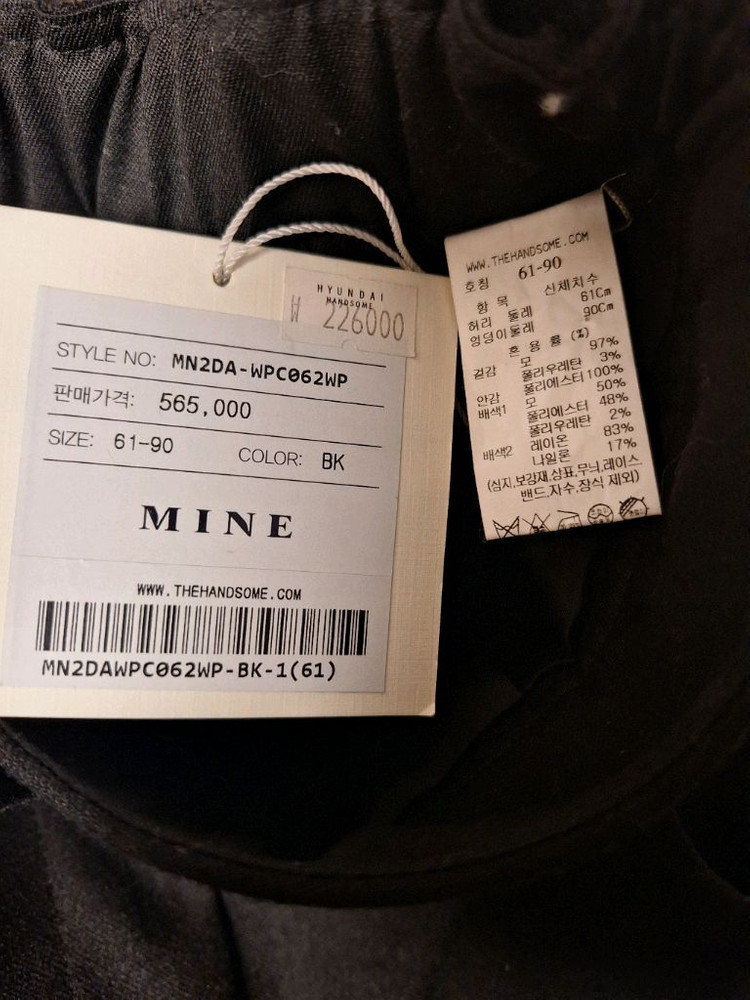 HYUNDAI
HANDSOME
₩ 226000
STYLE NO: MN2DA-WPC062WP
판매가격: 565,000
SIZE: 61-90 COLOR: BK
MINE
WWW.THEHANDSOME.COM
MN2DAWPC062WP-BK-1(61)
WWW.THEHANDSOME.COM
호칭 61-90
항 목 신체치수
허리 둘레 61Cm
엉덩이둘레 90Cm
혼 용 율 (%)
겉감 모 97%
폴리우레탄 3%
안감 폴리에스터 100%
배색1 모 50%
폴리에스터 48%
폴리우레탄 2%
배색2 레이온 83%
나일론 17%
(심지,보강재,상표,무늬,레이스,
밴드,자수,장식 제외)